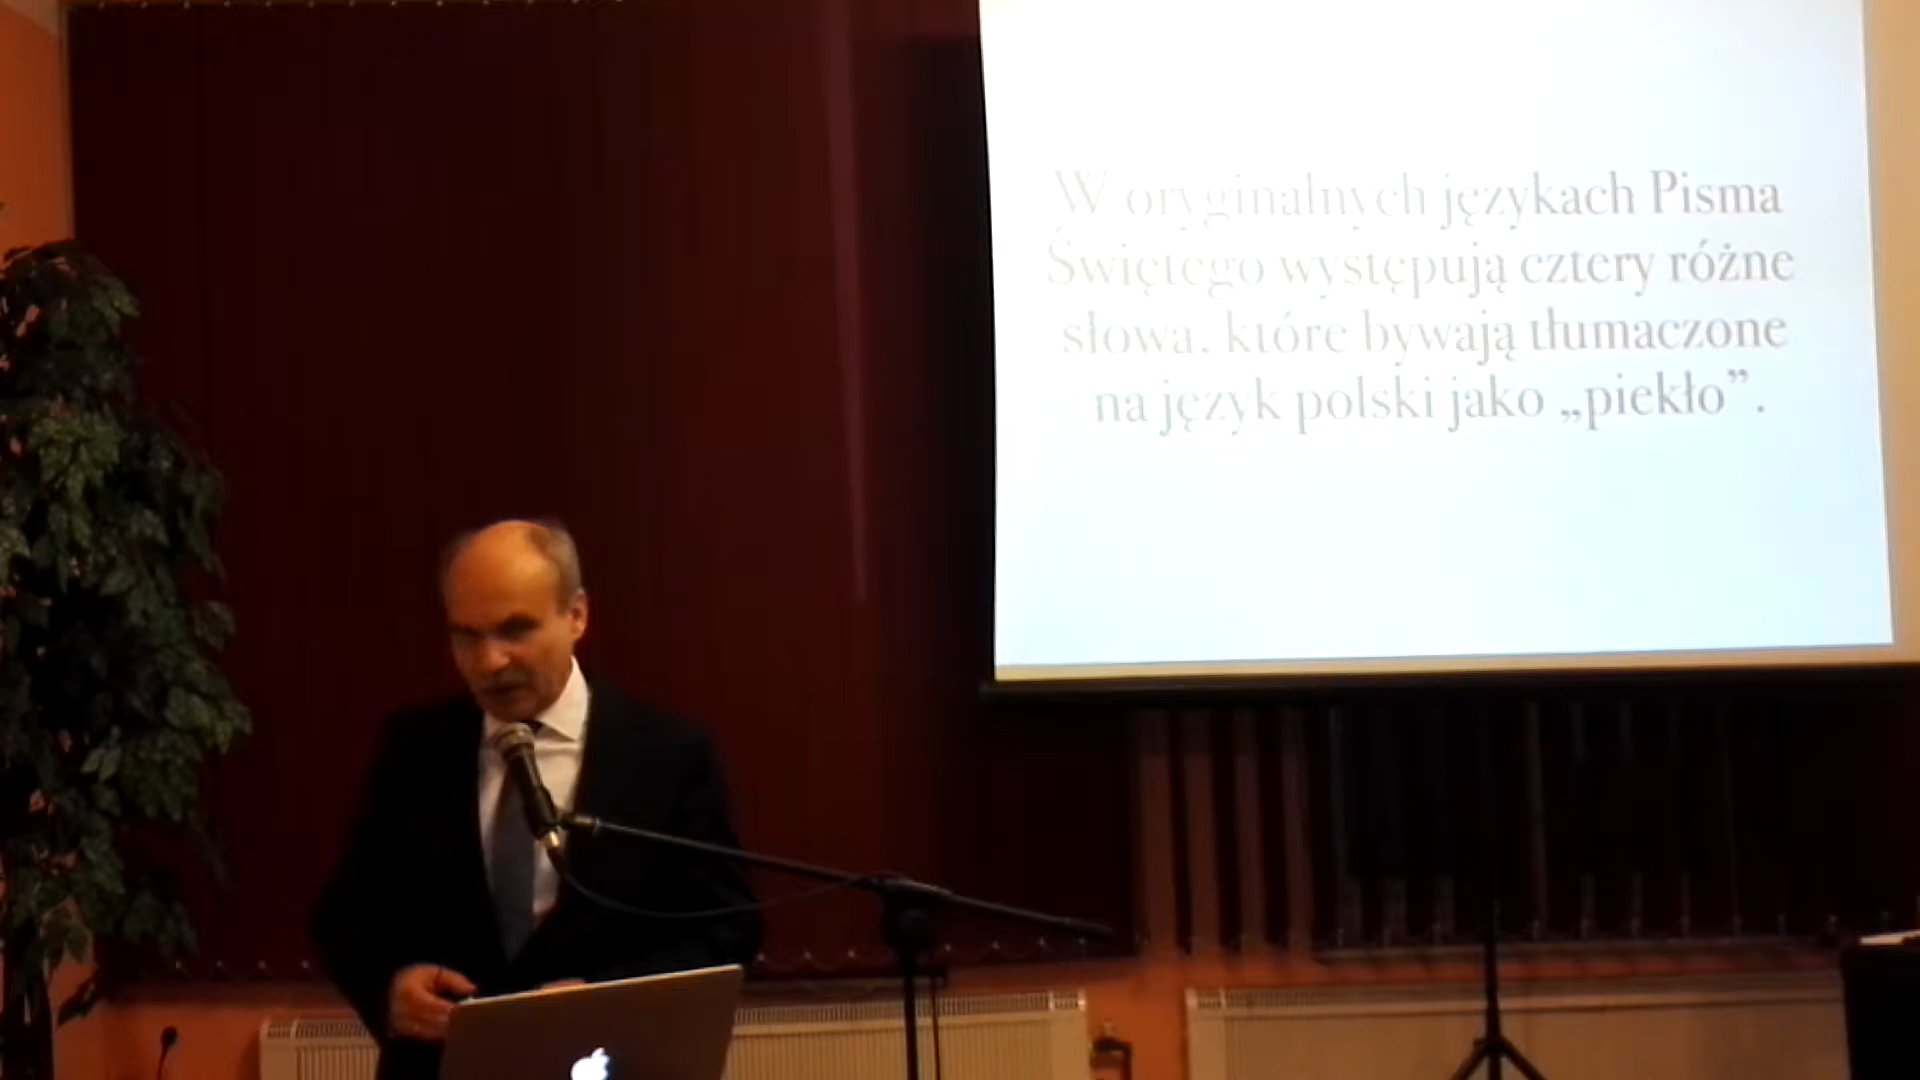 W oryginalnych językach Pisma
Świętego występują cztery różne
słowa, które bywają tłumaczone
na język polski jako „piekło”.